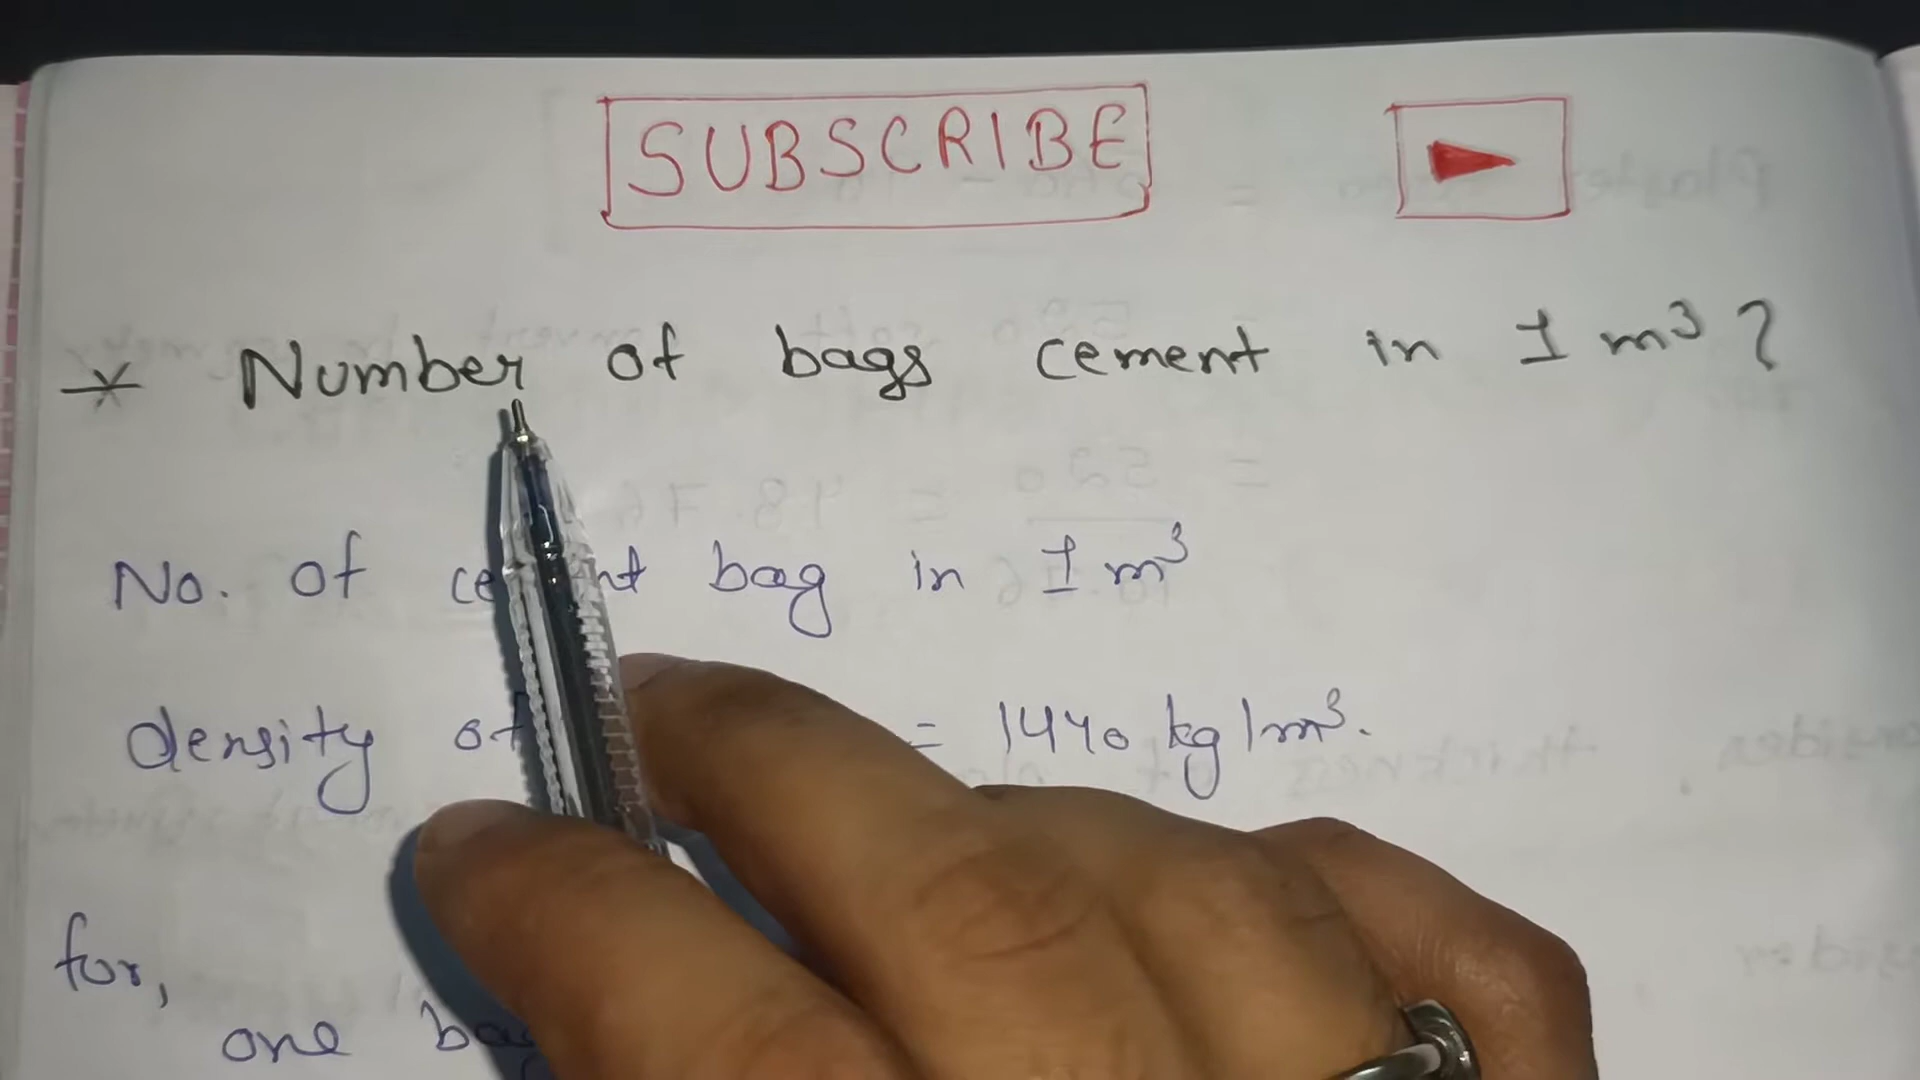 SUBSCRIBE
* Number of bags cement in 1 m³ ?
No. of bag in 1 m³
density of = 1440 kg/m³.
for,
one